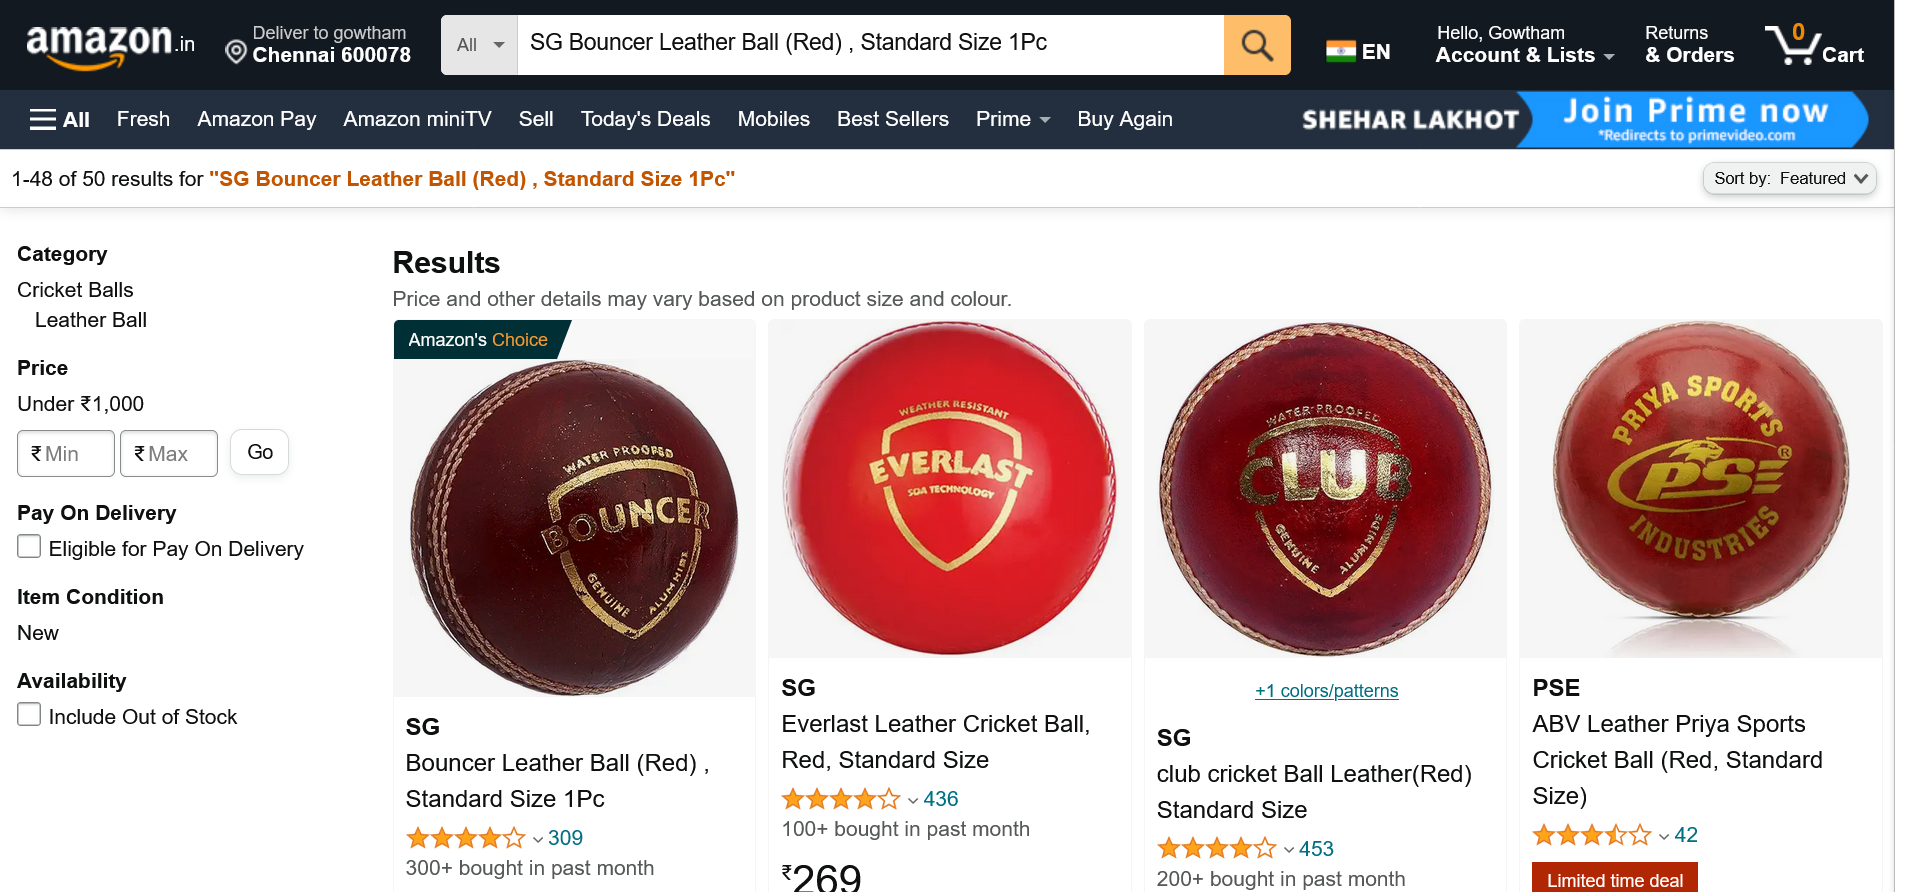 amazon.in
Deliver to gowtham
Chennai 600078
All
SG Bouncer Leather Ball (Red) , Standard Size 1Pc
EN
Hello, Gowtham
Account & Lists
Returns
& Orders
0
Cart
All
Fresh
Amazon Pay
Amazon miniTV
Sell
Today's Deals
Mobiles
Best Sellers
Prime
Buy Again
SHEHAR LAKHOT
Join Prime now
*Redirects to primevideo.com
1-48 of 50 results for "SG Bouncer Leather Ball (Red) , Standard Size 1Pc"
Sort by: Featured
Category
Cricket Balls
Leather Ball
Price
Under ₹1,000
₹ Min
₹ Max
Go
Pay On Delivery
Eligible for Pay On Delivery
Item Condition
New
Availability
Include Out of Stock
Results
Price and other details may vary based on product size and colour.
Amazon's Choice
WATER PROOFED
BOUNCER
GENUINE
ALUM HIDE
SG
Bouncer Leather Ball (Red) ,
Standard Size 1Pc
309
300+ bought in past month
WEATHER RESISTANT
EVERLAST
SDA TECHNOLOGY
SG
Everlast Leather Cricket Ball,
Red, Standard Size
436
100+ bought in past month
₹269
WATER PROOFED
CLUB
GENUINE
ALUM HIDE
+1 colors/patterns
SG
club cricket Ball Leather(Red)
Standard Size
453
200+ bought in past month
PRIYA SPORTS
PSE®
INDUSTRIES
PSE
ABV Leather Priya Sports
Cricket Ball (Red, Standard
Size)
42
Limited time deal